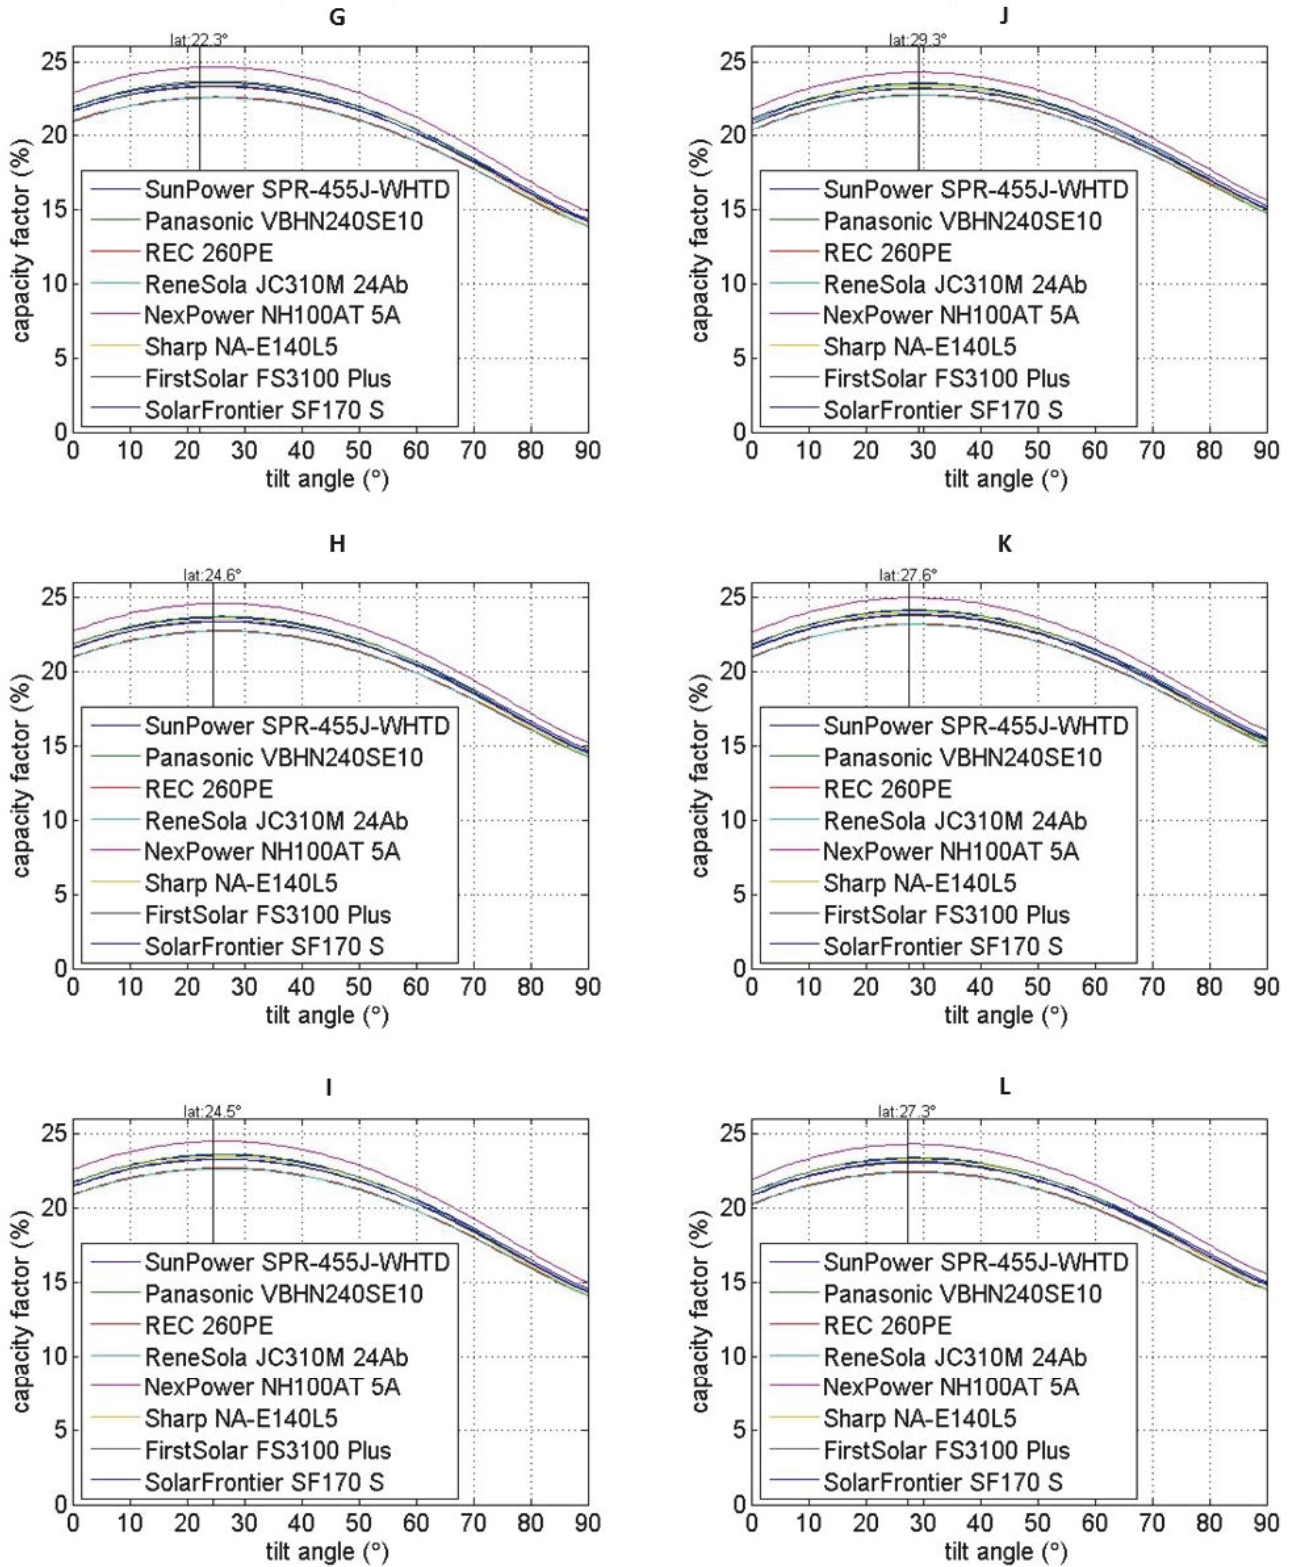 G
lat:22.3°
capacity factor (%)
25
20
15
10
5
0
SunPower SPR-455J-WHTD
Panasonic VBHN240SE10
REC 260PE
ReneSola JC310M 24Ab
NexPower NH100AT 5A
Sharp NA-E140L5
FirstSolar FS3100 Plus
SolarFrontier SF170 S
0 10 20 30 40 50 60 70 80 90
tilt angle (°)
J
lat:29.3°
capacity factor (%)
25
20
15
10
5
0
SunPower SPR-455J-WHTD
Panasonic VBHN240SE10
REC 260PE
ReneSola JC310M 24Ab
NexPower NH100AT 5A
Sharp NA-E140L5
FirstSolar FS3100 Plus
SolarFrontier SF170 S
0 10 20 30 40 50 60 70 80 90
tilt angle (°)
H
lat:24.6°
capacity factor (%)
25
20
15
10
5
0
SunPower SPR-455J-WHTD
Panasonic VBHN240SE10
REC 260PE
ReneSola JC310M 24Ab
NexPower NH100AT 5A
Sharp NA-E140L5
FirstSolar FS3100 Plus
SolarFrontier SF170 S
0 10 20 30 40 50 60 70 80 90
tilt angle (°)
K
lat:27.6°
capacity factor (%)
25
20
15
10
5
0
SunPower SPR-455J-WHTD
Panasonic VBHN240SE10
REC 260PE
ReneSola JC310M 24Ab
NexPower NH100AT 5A
Sharp NA-E140L5
FirstSolar FS3100 Plus
SolarFrontier SF170 S
0 10 20 30 40 50 60 70 80 90
tilt angle (°)
I
lat:24.5°
capacity factor (%)
25
20
15
10
5
0
SunPower SPR-455J-WHTD
Panasonic VBHN240SE10
REC 260PE
ReneSola JC310M 24Ab
NexPower NH100AT 5A
Sharp NA-E140L5
FirstSolar FS3100 Plus
SolarFrontier SF170 S
0 10 20 30 40 50 60 70 80 90
tilt angle (°)
L
lat:27.3°
capacity factor (%)
25
20
15
10
5
0
SunPower SPR-455J-WHTD
Panasonic VBHN240SE10
REC 260PE
ReneSola JC310M 24Ab
NexPower NH100AT 5A
Sharp NA-E140L5
FirstSolar FS3100 Plus
SolarFrontier SF170 S
0 10 20 30 40 50 60 70 80 90
tilt angle (°)